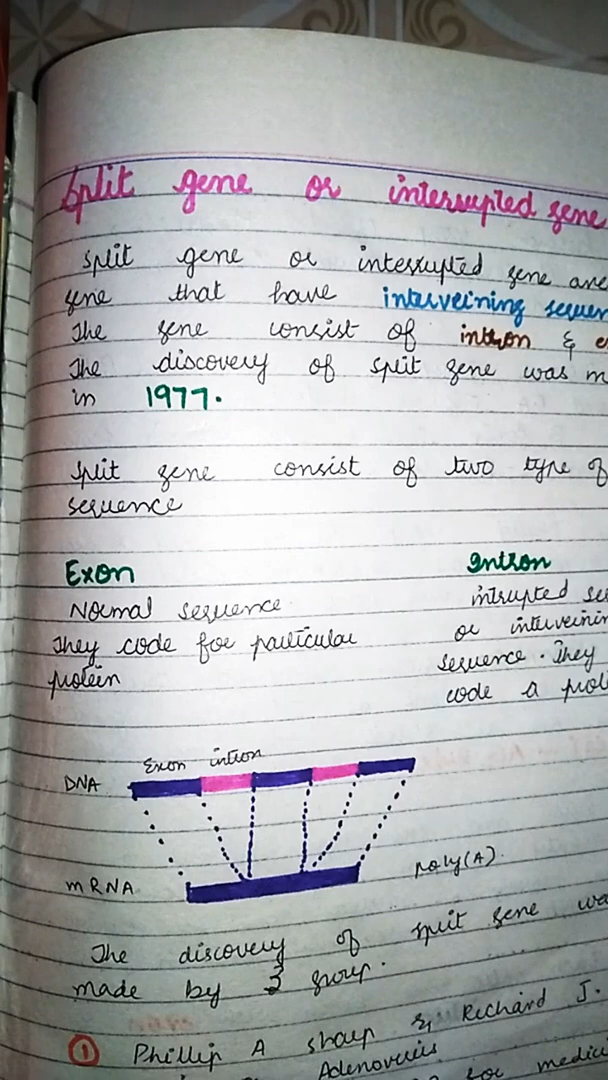 Split gene or interrupted gene
Split gene or interrupted gene are
gene that have interveining sequen
The gene consist of intron & e
The discovery of split gene was m
in 1977.
Split gene consist of two type of
sequence
Exon
Normal sequence
They code for particular
protein
Intron
intrupted se
or interveinin
sequence. They
code a prot
Exon intron
DNA
mRNA
poly(A)
The discovery of split gene wa
made by 3 group.
① Phillip A sharp & Richard J.
Adenovirus
for medici